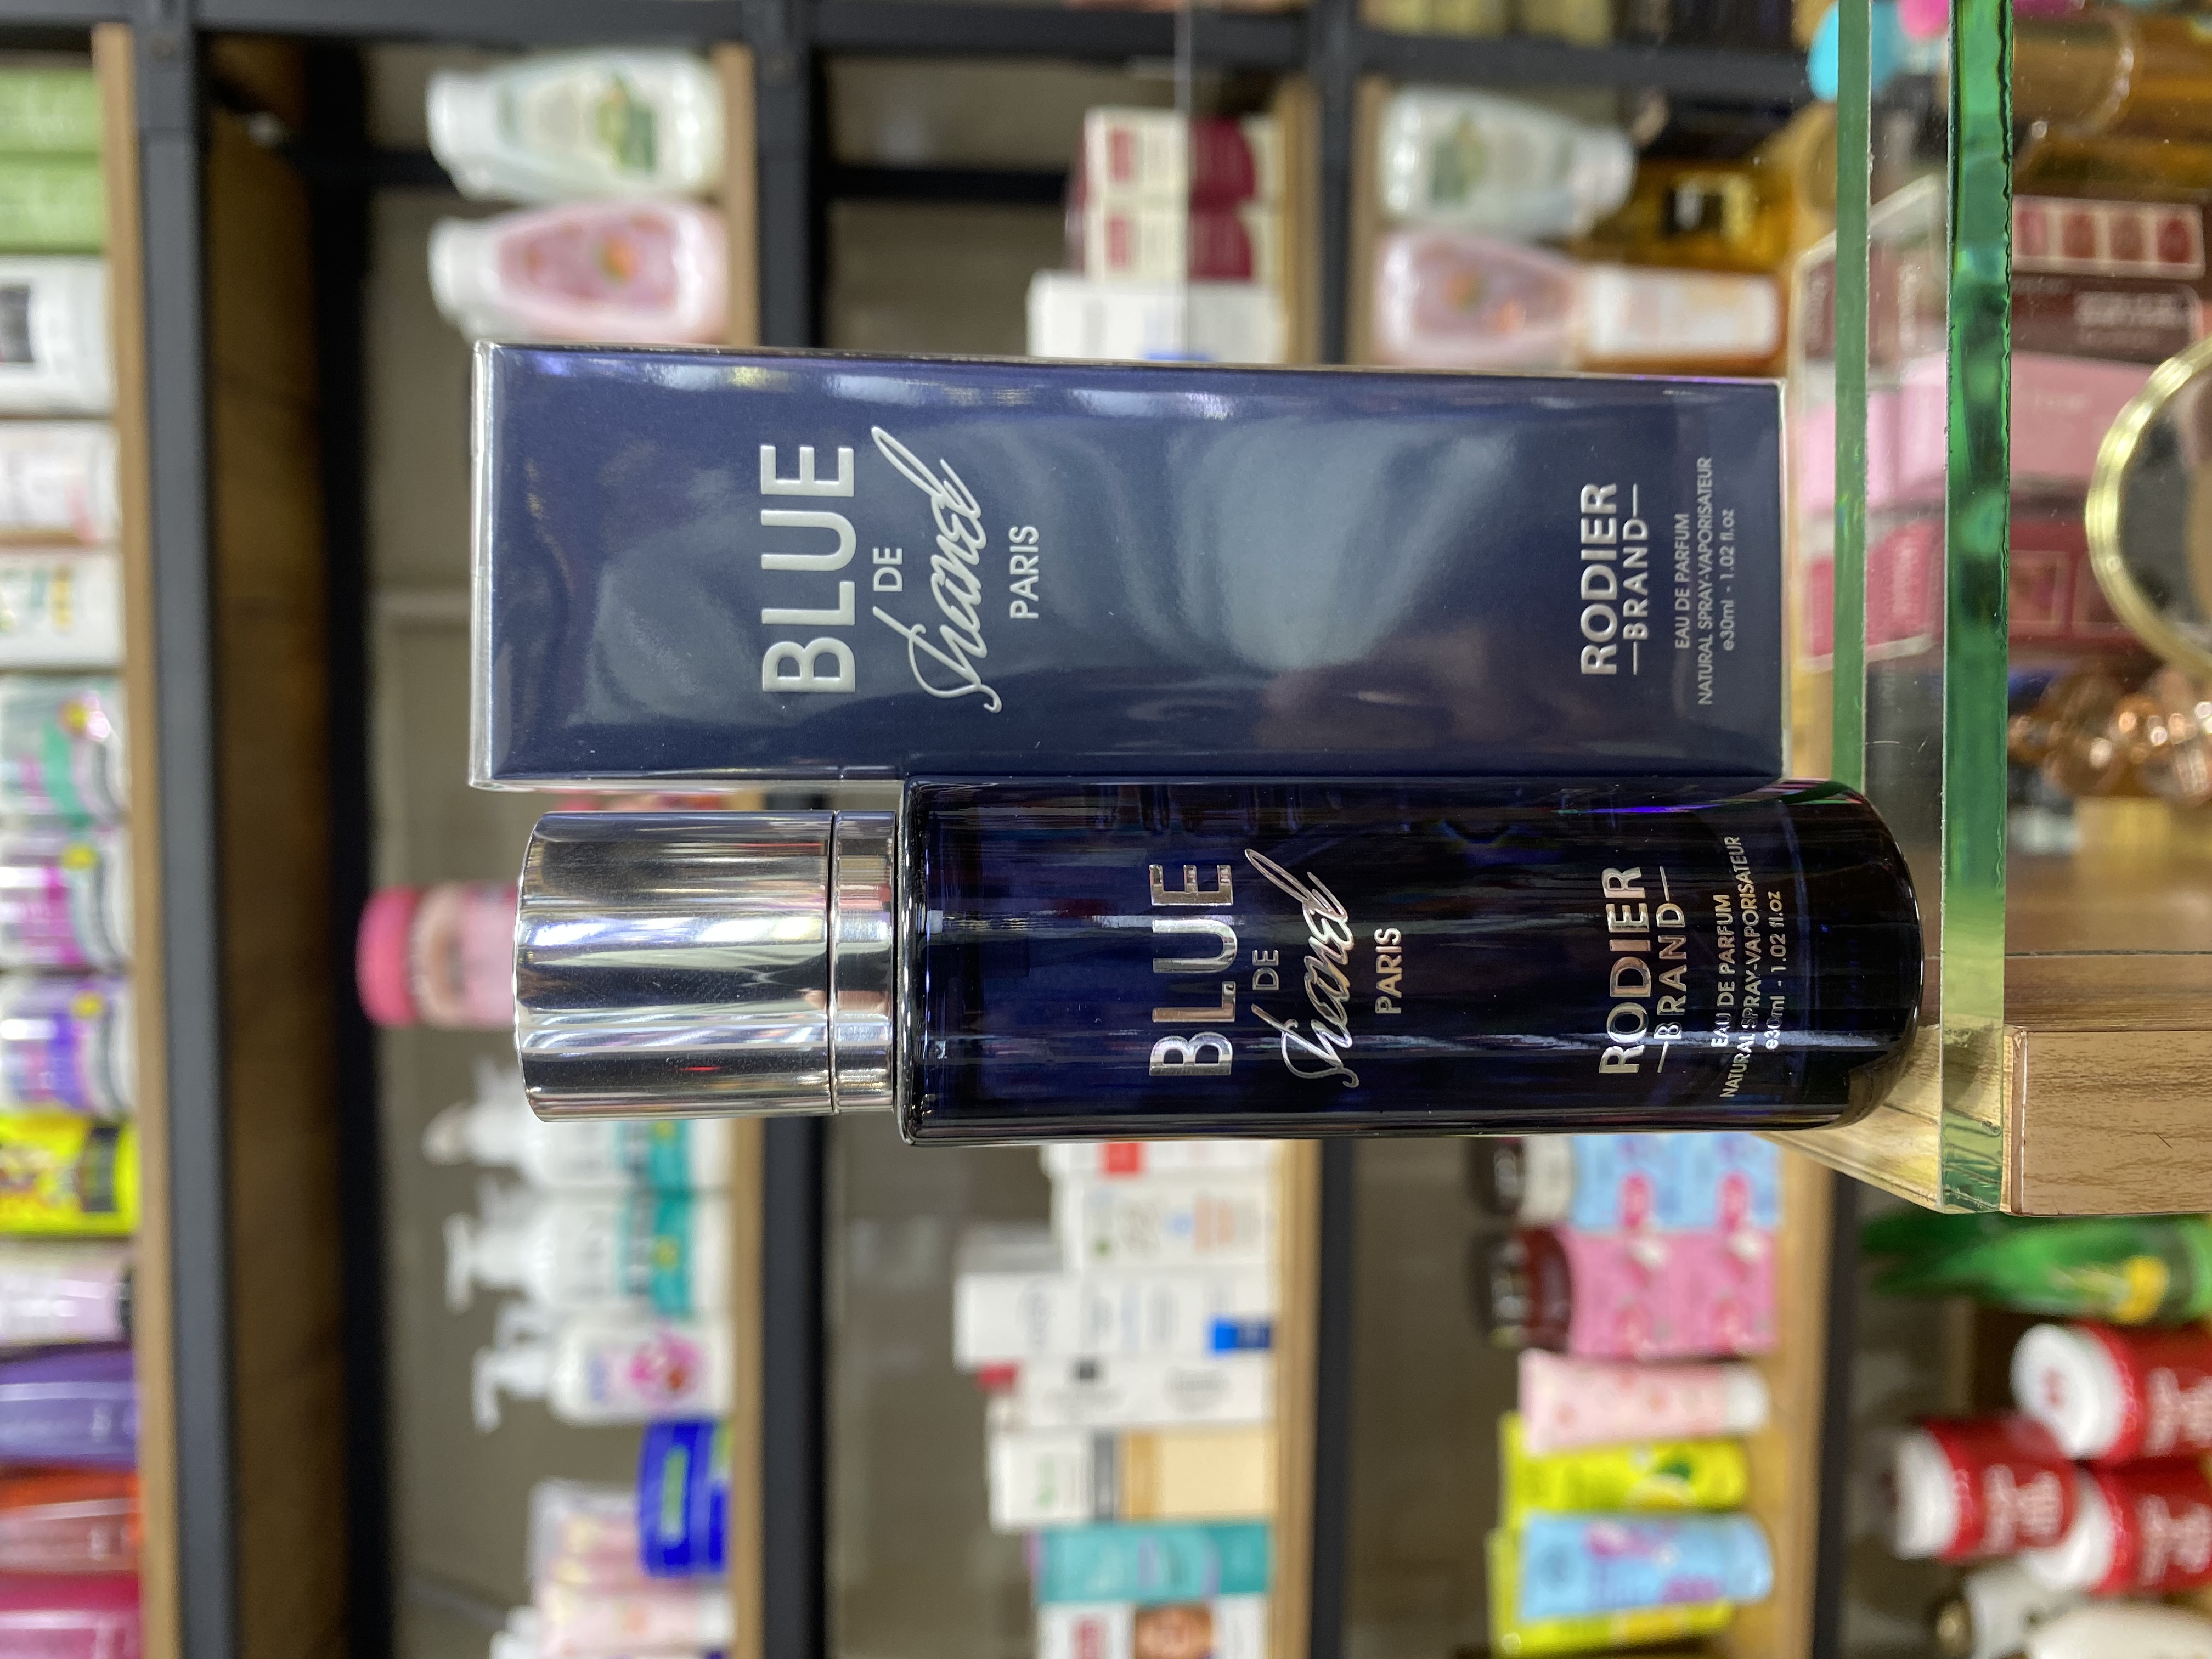 BLUE
DE
Shanel
PARIS
RODIER
BRAND
EAU DE PARFUM
NATURAL SPRAY-VAPORISATEUR
e30ml - 1.02 fl.oz
BLUE
DE
Shanel
PARIS
RODIER
BRAND
EAU DE PARFUM
NATURAL SPRAY-VAPORISATEUR
e30ml - 1.02 fl.oz